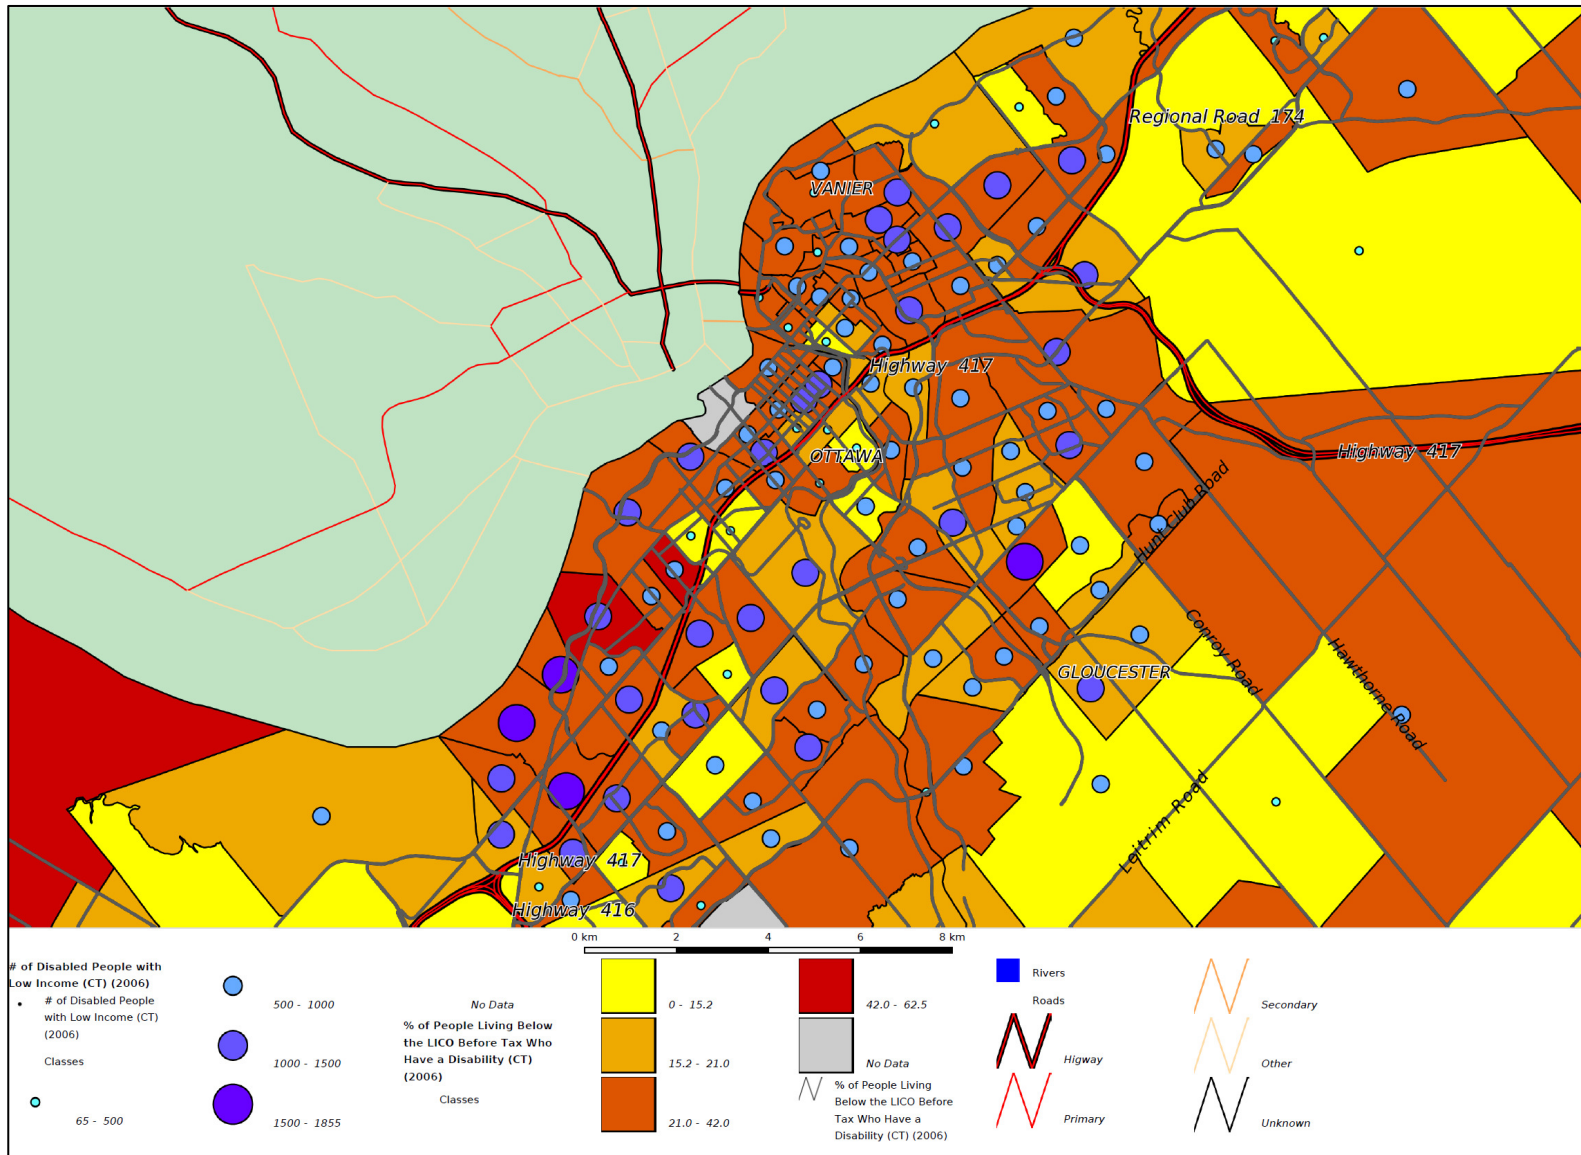 Regional Road 174
VANIER
Highway 417
OTTAWA
Highway 417
Hunt Club Road
Conroy Road
Hawthorne Road
GLOUCESTER
Leitrim Road
Highway 417
Highway 416
0 km 2 4 6 8 km
# of Disabled People with
Low Income (CT) (2006)
# of Disabled People
with Low Income (CT)
(2006)
Classes
65 - 500
500 - 1000
1000 - 1500
1500 - 1855
No Data
% of People Living Below
the LICO Before Tax Who
Have a Disability (CT)
(2006)
Classes
0 - 15.2
15.2 - 21.0
21.0 - 42.0
42.0 - 62.5
No Data
% of People Living
Below the LICO Before
Tax Who Have a
Disability (CT) (2006)
Rivers
Roads
Higway
Primary
Secondary
Other
Unknown